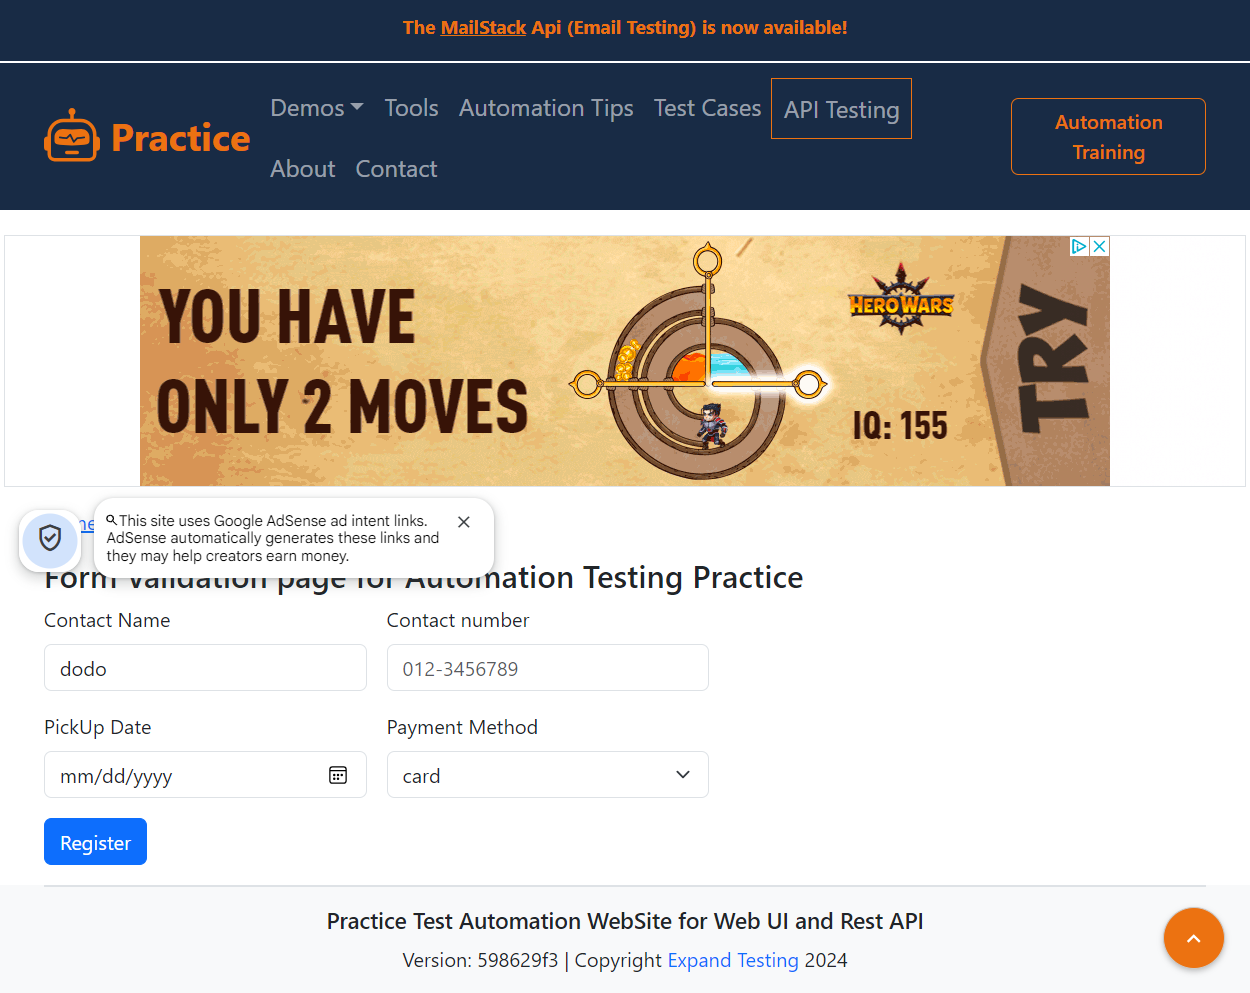 The MailStack Api (Email Testing) is now available!
Practice
Demos Tools Automation Tips Test Cases API Testing
About Contact
Automation
Training
YOU HAVE
ONLY 2 MOVES
HERO WARS
IQ: 155
TRY
This site uses Google AdSense ad intent links.
AdSense automatically generates these links and
they may help creators earn money.
Form Validation page for Automation Testing Practice
Contact Name
Contact number
dodo
012-3456789
PickUp Date
Payment Method
mm/dd/yyyy
card
Register
Practice Test Automation WebSite for Web UI and Rest API
Version: 598629f3 | Copyright Expand Testing 2024